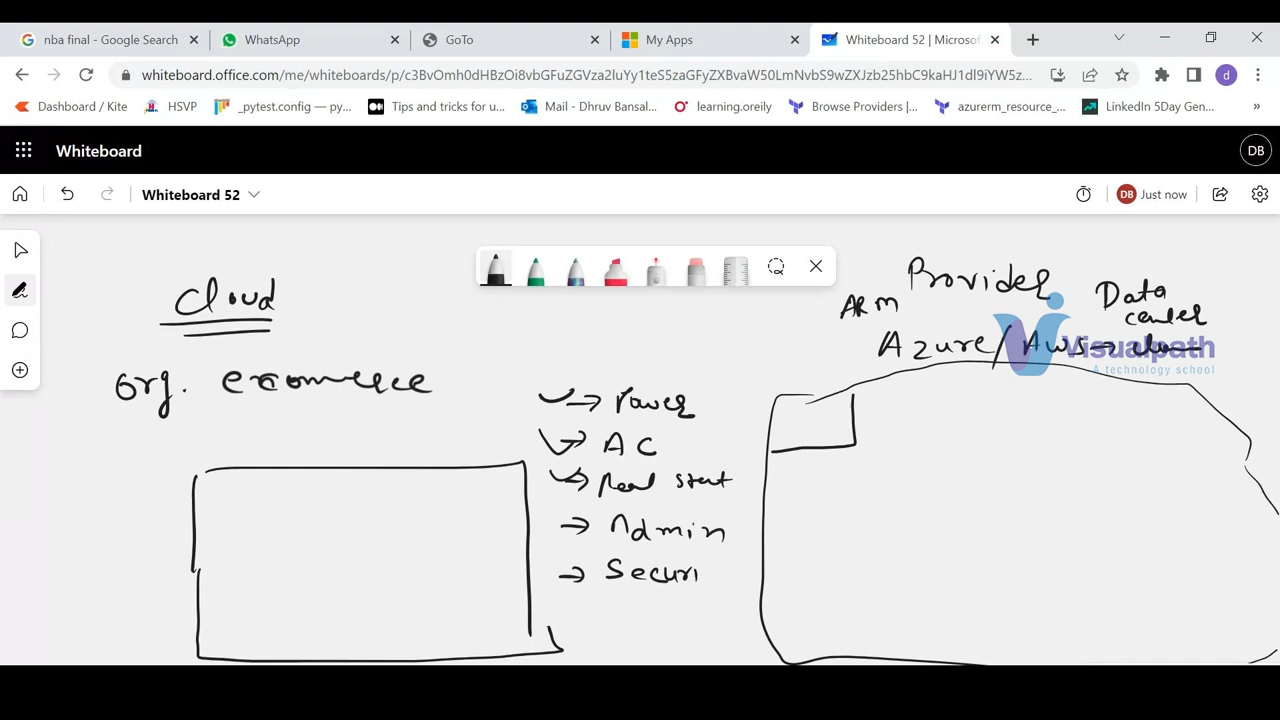 nba final - Google Search
WhatsApp
GoTo
My Apps
Whiteboard 52 | Microsof
whiteboard.office.com/me/whiteboards/p/c3BvOmh0dHBzOi8vbGFuZGVza2luYy1teS5zaGFyZXBvaW50LmNvbS9wZXJzb25hbC9kaHJ1dl9iYW5z...
Dashboard / Kite
HSVP
_pytest.config — py...
Tips and tricks for u...
Mail - Dhruv Bansal...
learning.oreily
Browse Providers |...
azurerm_resource_...
LinkedIn 5Day Gen...
»
Whiteboard
DB
Whiteboard 52
DB Just now
Cloud
Provider
ARM
Data
center
Azure/AWS →
Visualpath
A technology school
org. ecommerce
→ Power
→ AC
→ Real stent
→ Admin
→ Securi